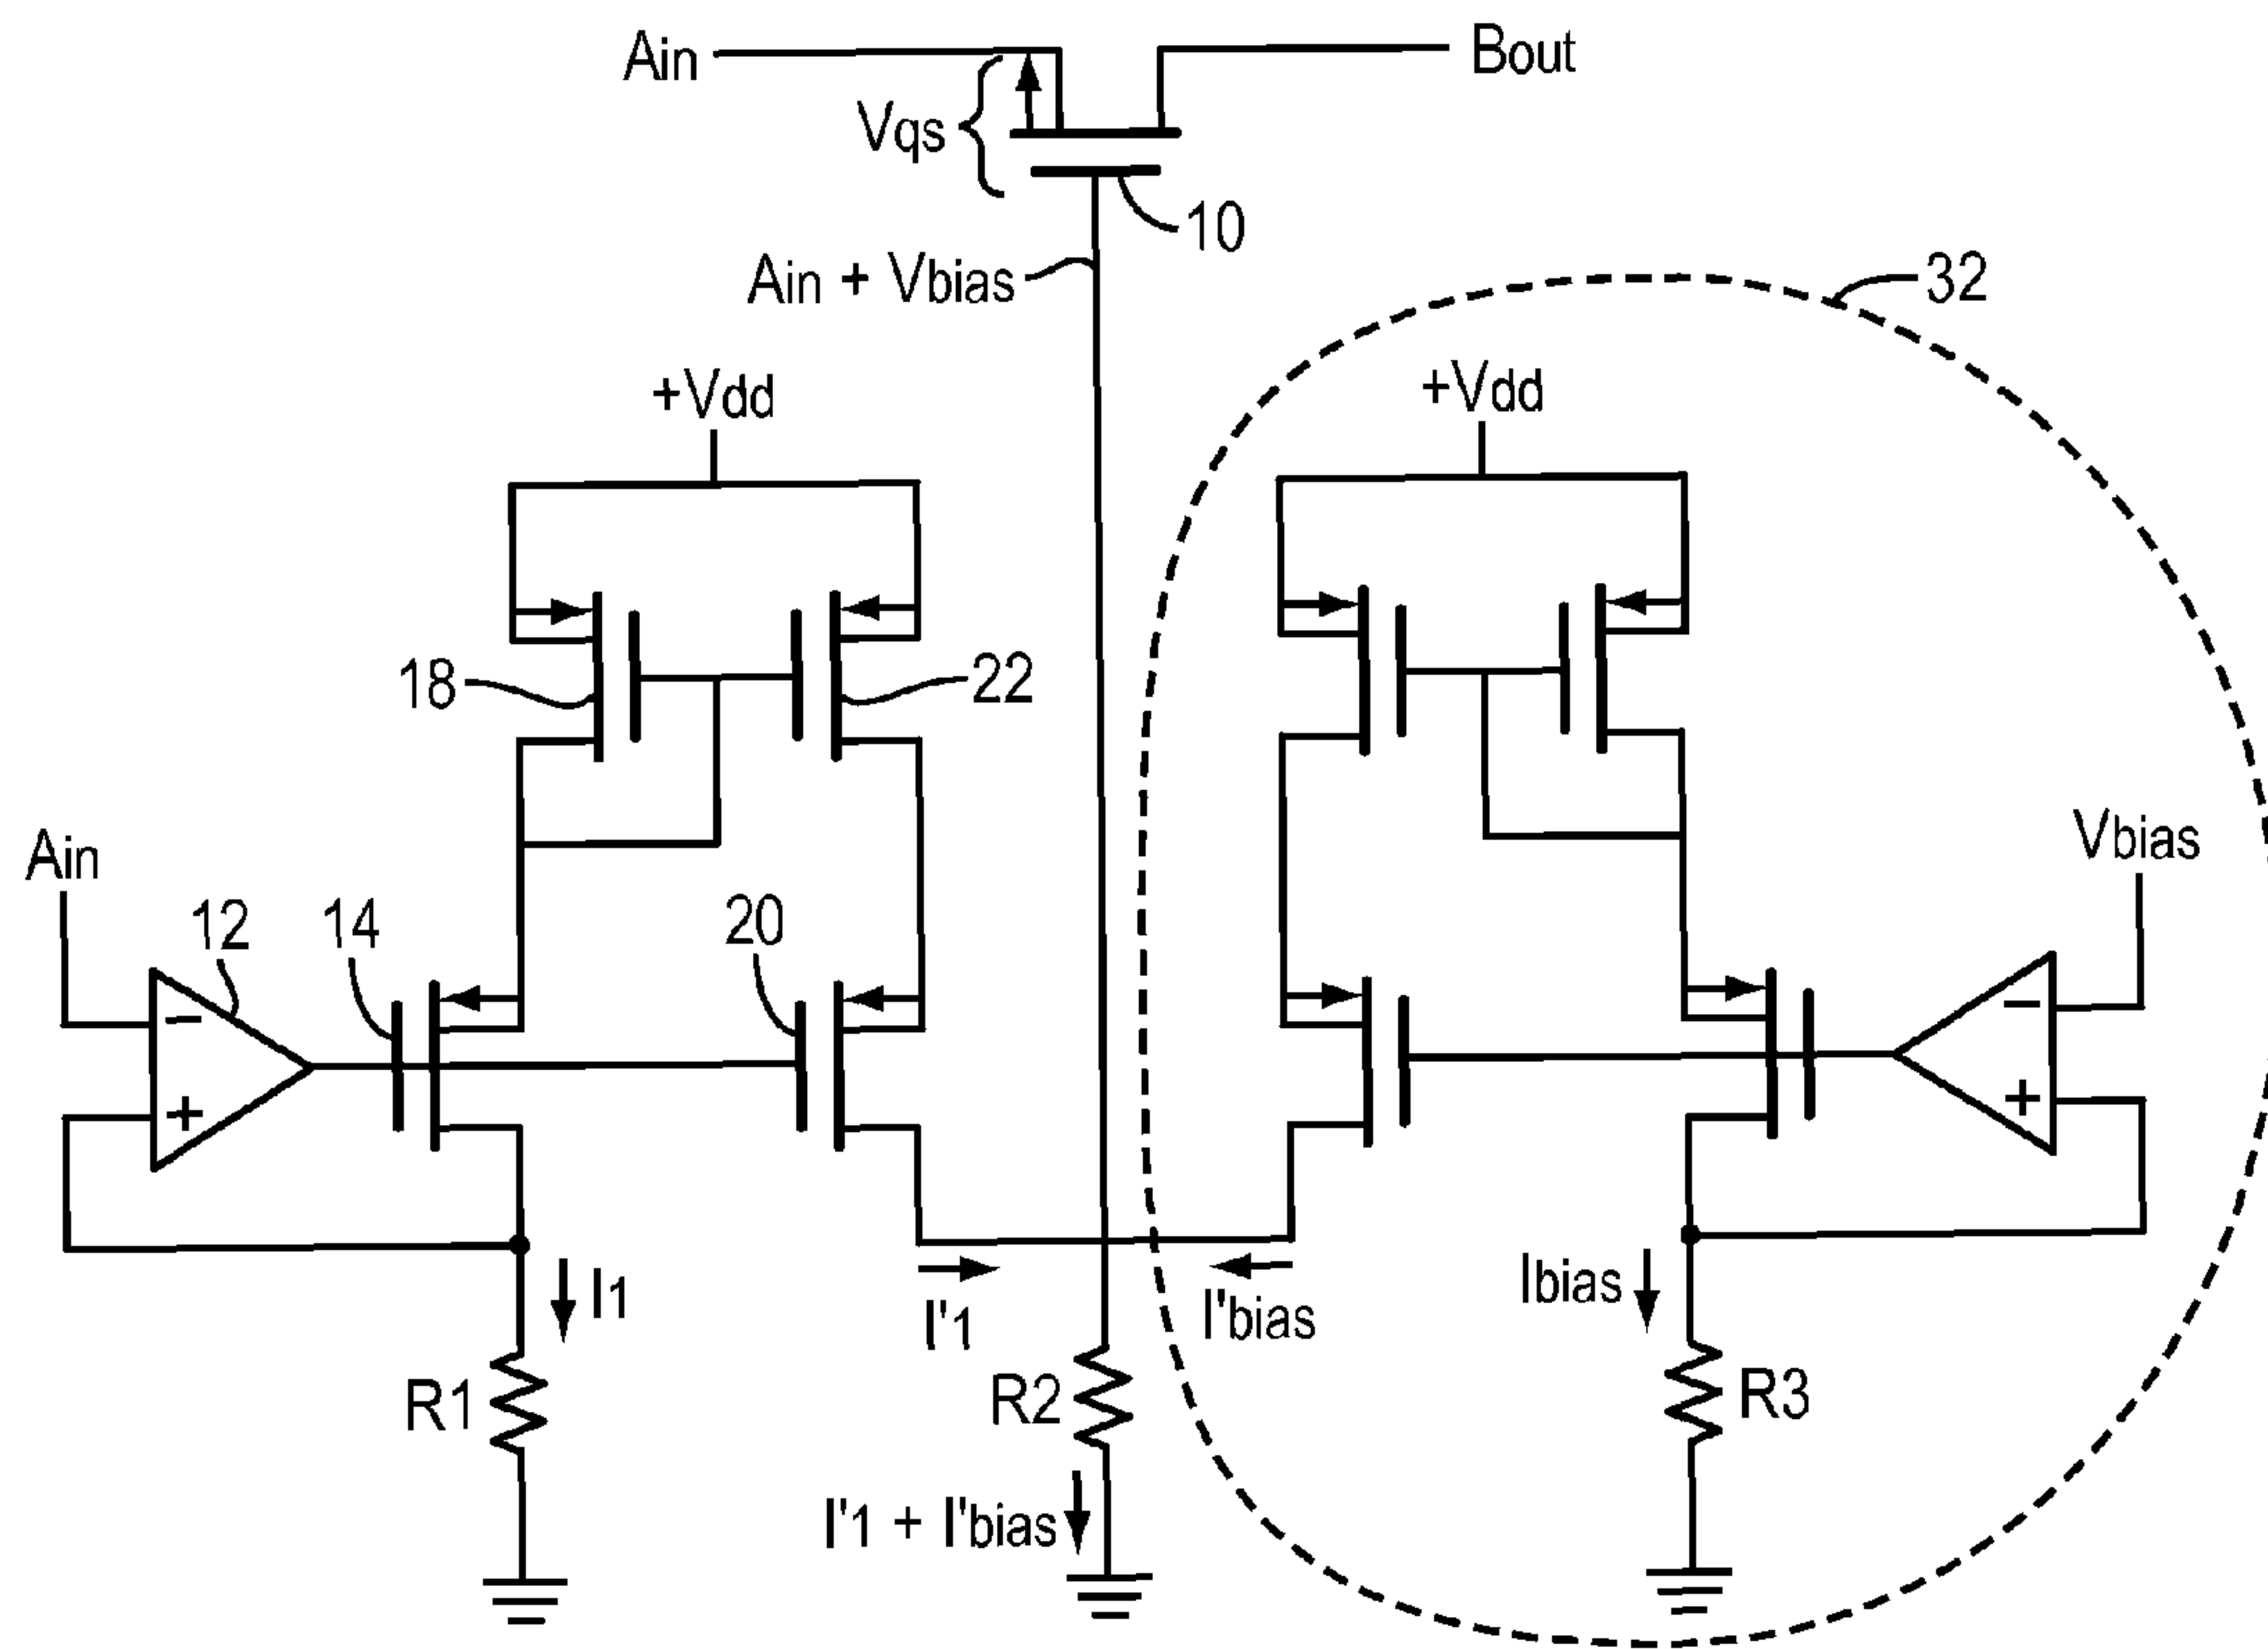 Ain
Bout
Vqs
10
Ain + Vbias
32
+Vdd
+Vdd
18
22
Ain
Vbias
12
14
20
−
+
−
+
I1
I'1
I'bias
Ibias
R1
R2
R3
I'1 + I'bias